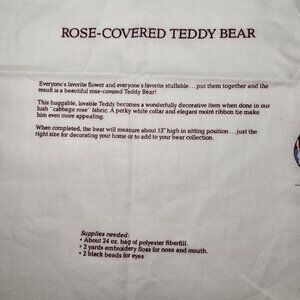 ROSE-COVERED TEDDY BEAR
Everyone's favorite flower and everyone's favorite stuffable...put them together and the
result is a beautiful rose-covered Teddy Bear!
This huggable, lovable Teddy becomes a wonderfully decorative item when done in our
lush "cabbage rose" fabric. A perky white collar and elegant moiré ribbon tie make
him even more appealing.
When completed, the bear will measure about 13" high in sitting position...just the
right size for decorating your home or to add to your bear collection.
Supplies needed:
• About 24 oz. bag of polyester fiberfill.
• 2 yards embroidery floss for nose and mouth.
• 2 black beads for eyes